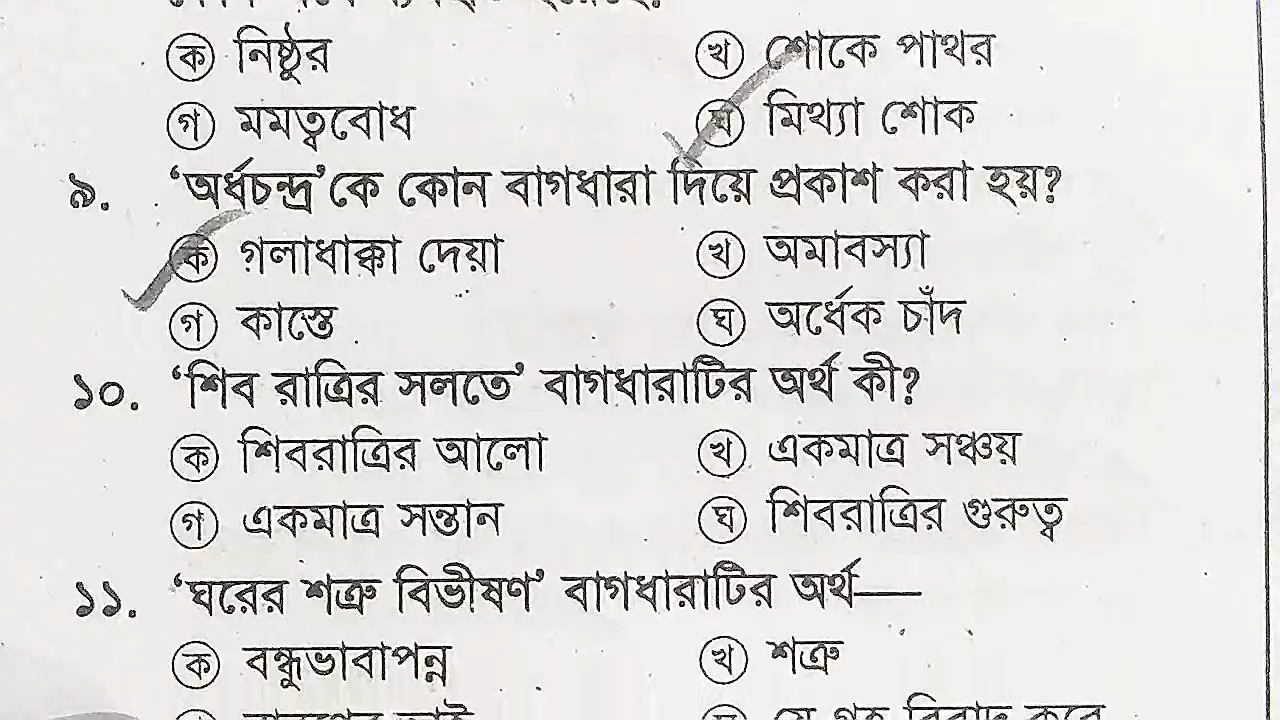 ক নিষ্ঠুর খ শোকে পাথর
গ মমত্ববোধ ঘ মিথ্যা শোক
৯. ‘অর্ধচন্দ্র’কে কোন বাগধারা দিয়ে প্রকাশ করা হয়?
ক গলাধাক্কা দেয়া খ অমাবস্যা
গ কাস্তে ঘ অর্ধেক চাঁদ
১০. ‘শিব রাত্রির সলতে’ বাগধারাটির অর্থ কী?
ক শিবরাত্রির আলো খ একমাত্র সঞ্চয়
গ একমাত্র সন্তান ঘ শিবরাত্রির গুরুত্ব
১১. ‘ঘরের শত্রু বিভীষণ’ বাগধারাটির অর্থ—
ক বন্ধুভাবাপন্ন খ শত্রু